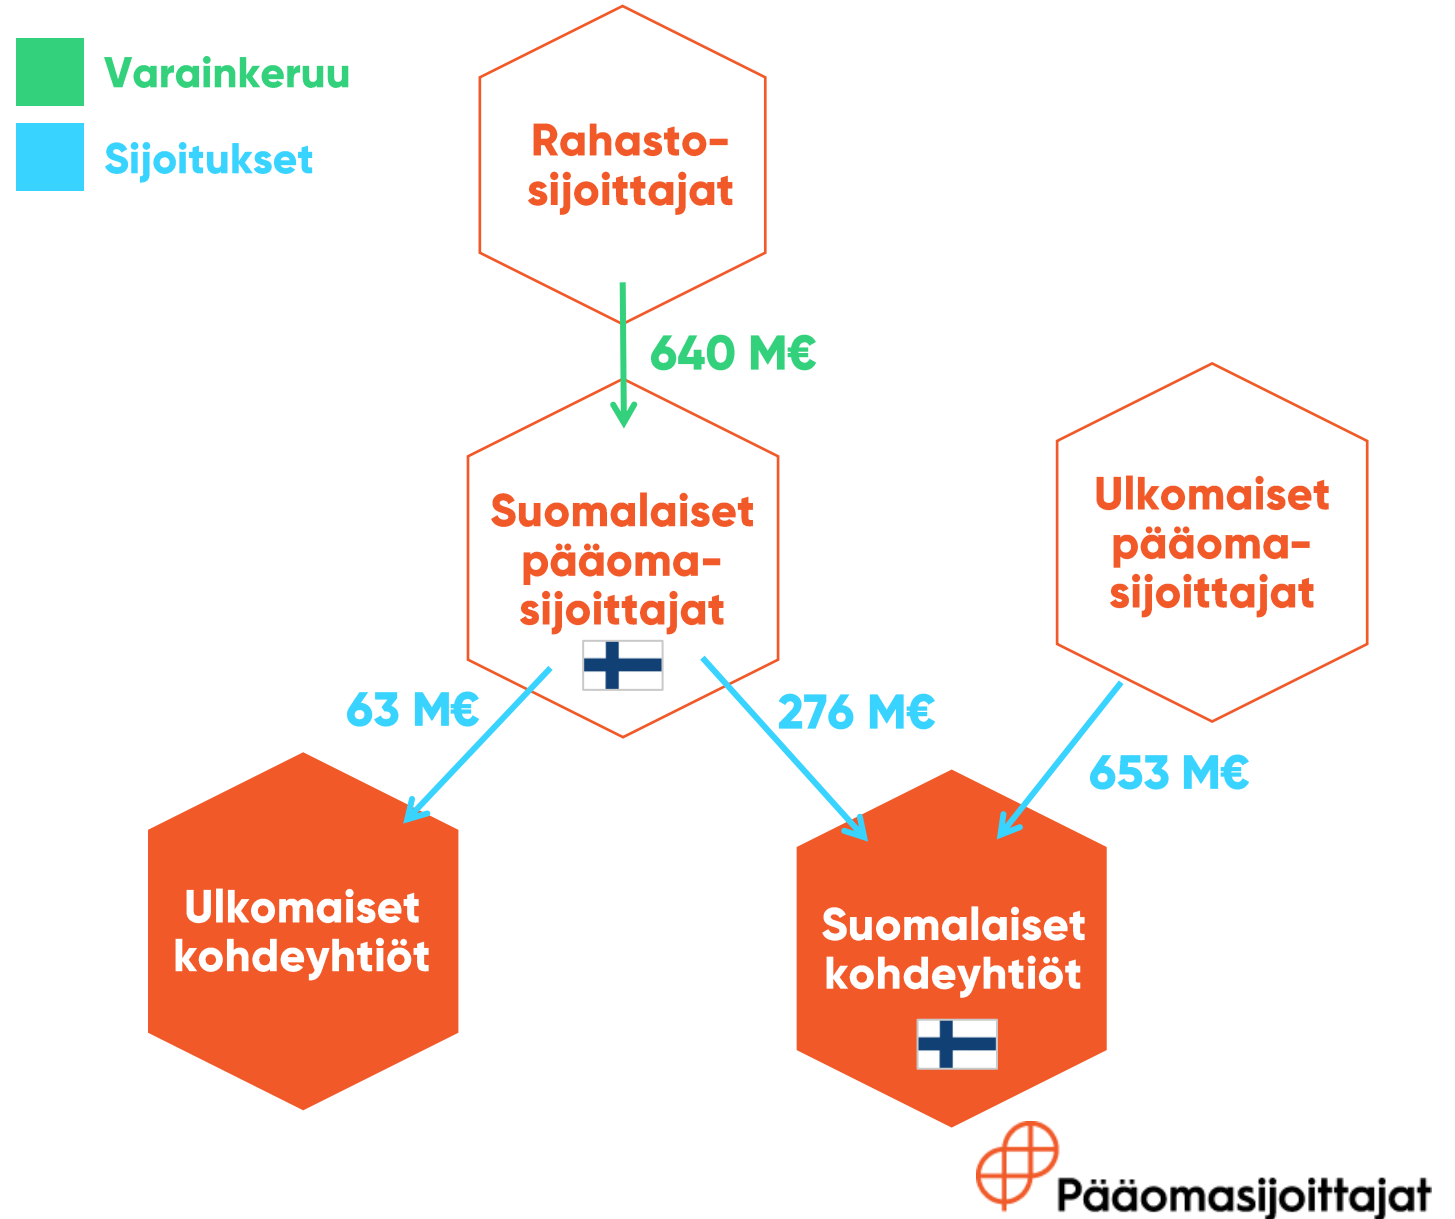 Varainkeruu
Sijoitukset
Rahasto-
sijoittajat
640 M€
Suomalaiset
pääoma-
sijoittajat
Ulkomaiset
pääoma-
sijoittajat
63 M€
276 M€
653 M€
Ulkomaiset
kohdeyhtiöt
Suomalaiset
kohdeyhtiöt
Pääomasijoittajat